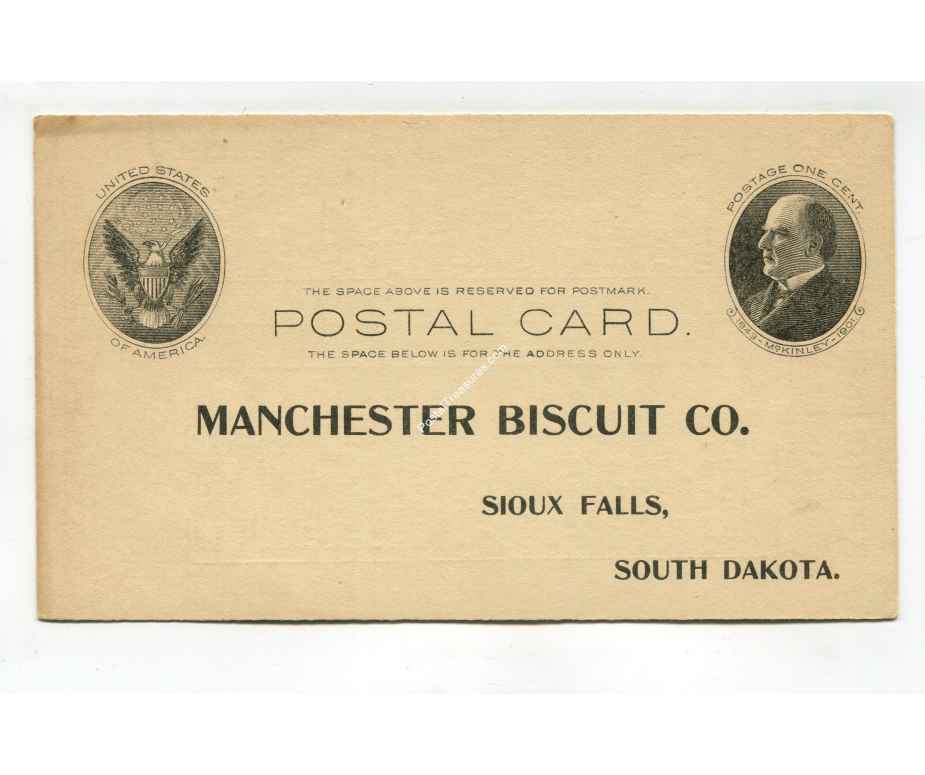 UNITED STATES
OF AMERICA.
POSTAGE ONE CENT.
1843 - McKINLEY - 1901
THE SPACE ABOVE IS RESERVED FOR POSTMARK.
POSTAL CARD.
THE SPACE BELOW IS FOR THE ADDRESS ONLY.
MANCHESTER BISCUIT CO.
SIOUX FALLS,
SOUTH DAKOTA.